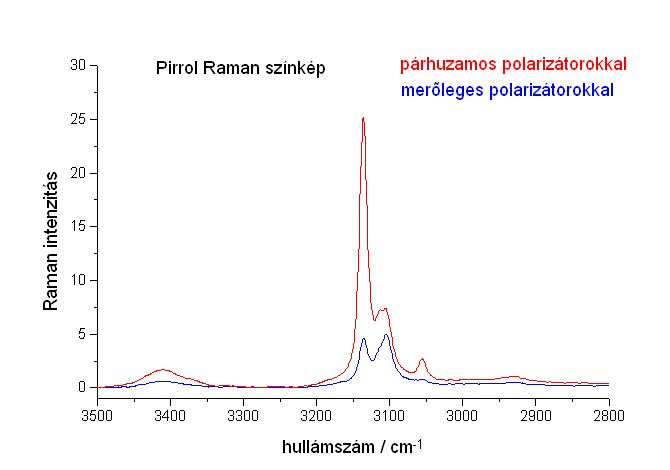 Pirrol Raman színkép
párhuzamos polarizátorokkal
merőleges polarizátorokkal
Raman intenzitás
30
25
20
15
10
5
0
3500 3400 3300 3200 3100 3000 2900 2800
hullámszám / cm-1